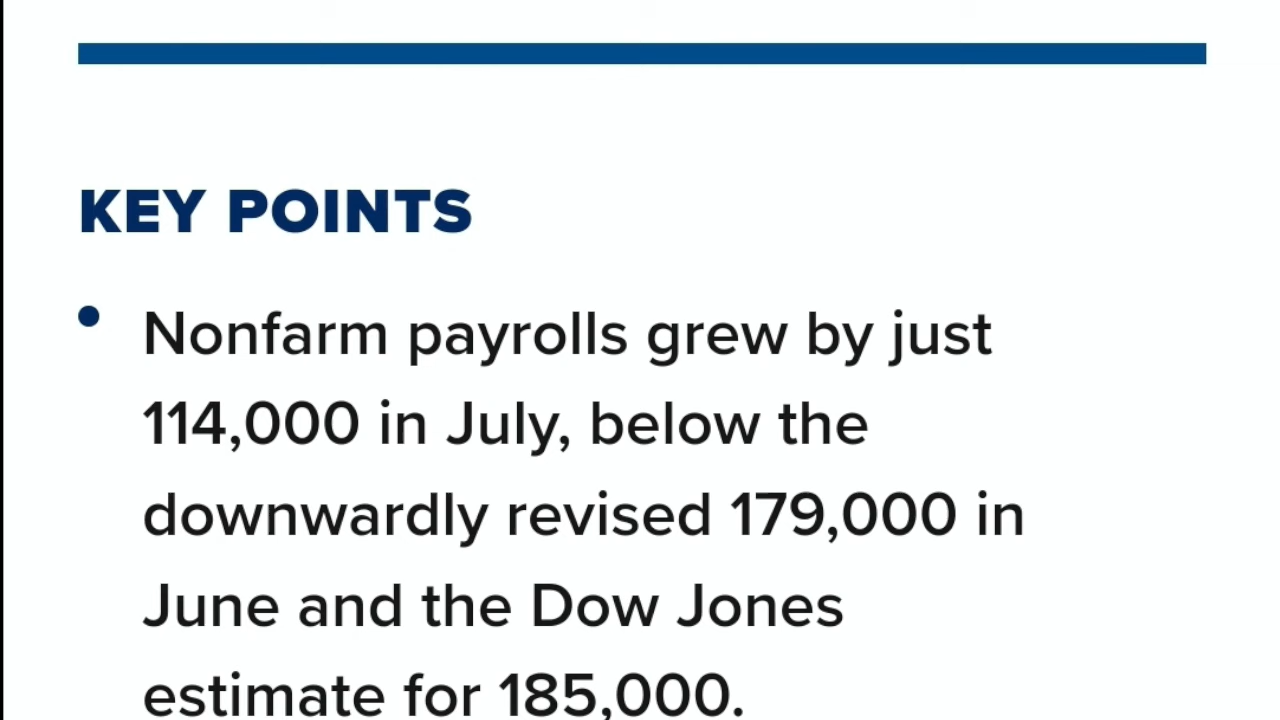 KEY POINTS
• Nonfarm payrolls grew by just
114,000 in July, below the
downwardly revised 179,000 in
June and the Dow Jones
estimate for 185,000.